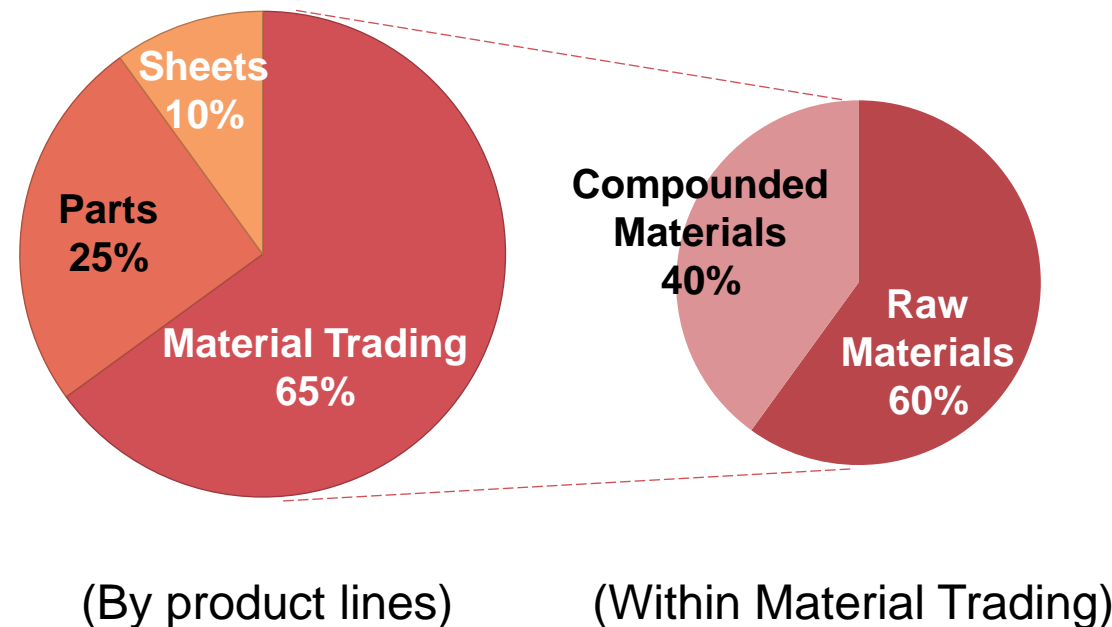 Sheets
10%
Parts
25%
Material Trading
65%
Compounded
Materials
40%
Raw
Materials
60%
(By product lines)
(Within Material Trading)